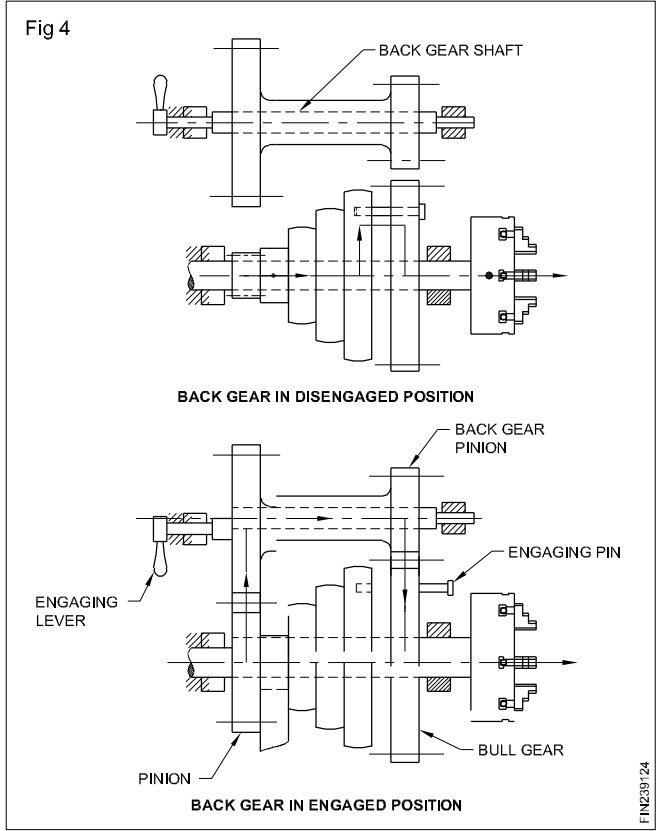 Fig 4
BACK GEAR SHAFT
BACK GEAR IN DISENGAGED POSITION
BACK GEAR
PINION
ENGAGING PIN
ENGAGING
LEVER
BULL GEAR
PINION
BACK GEAR IN ENGAGED POSITION
FIN239124